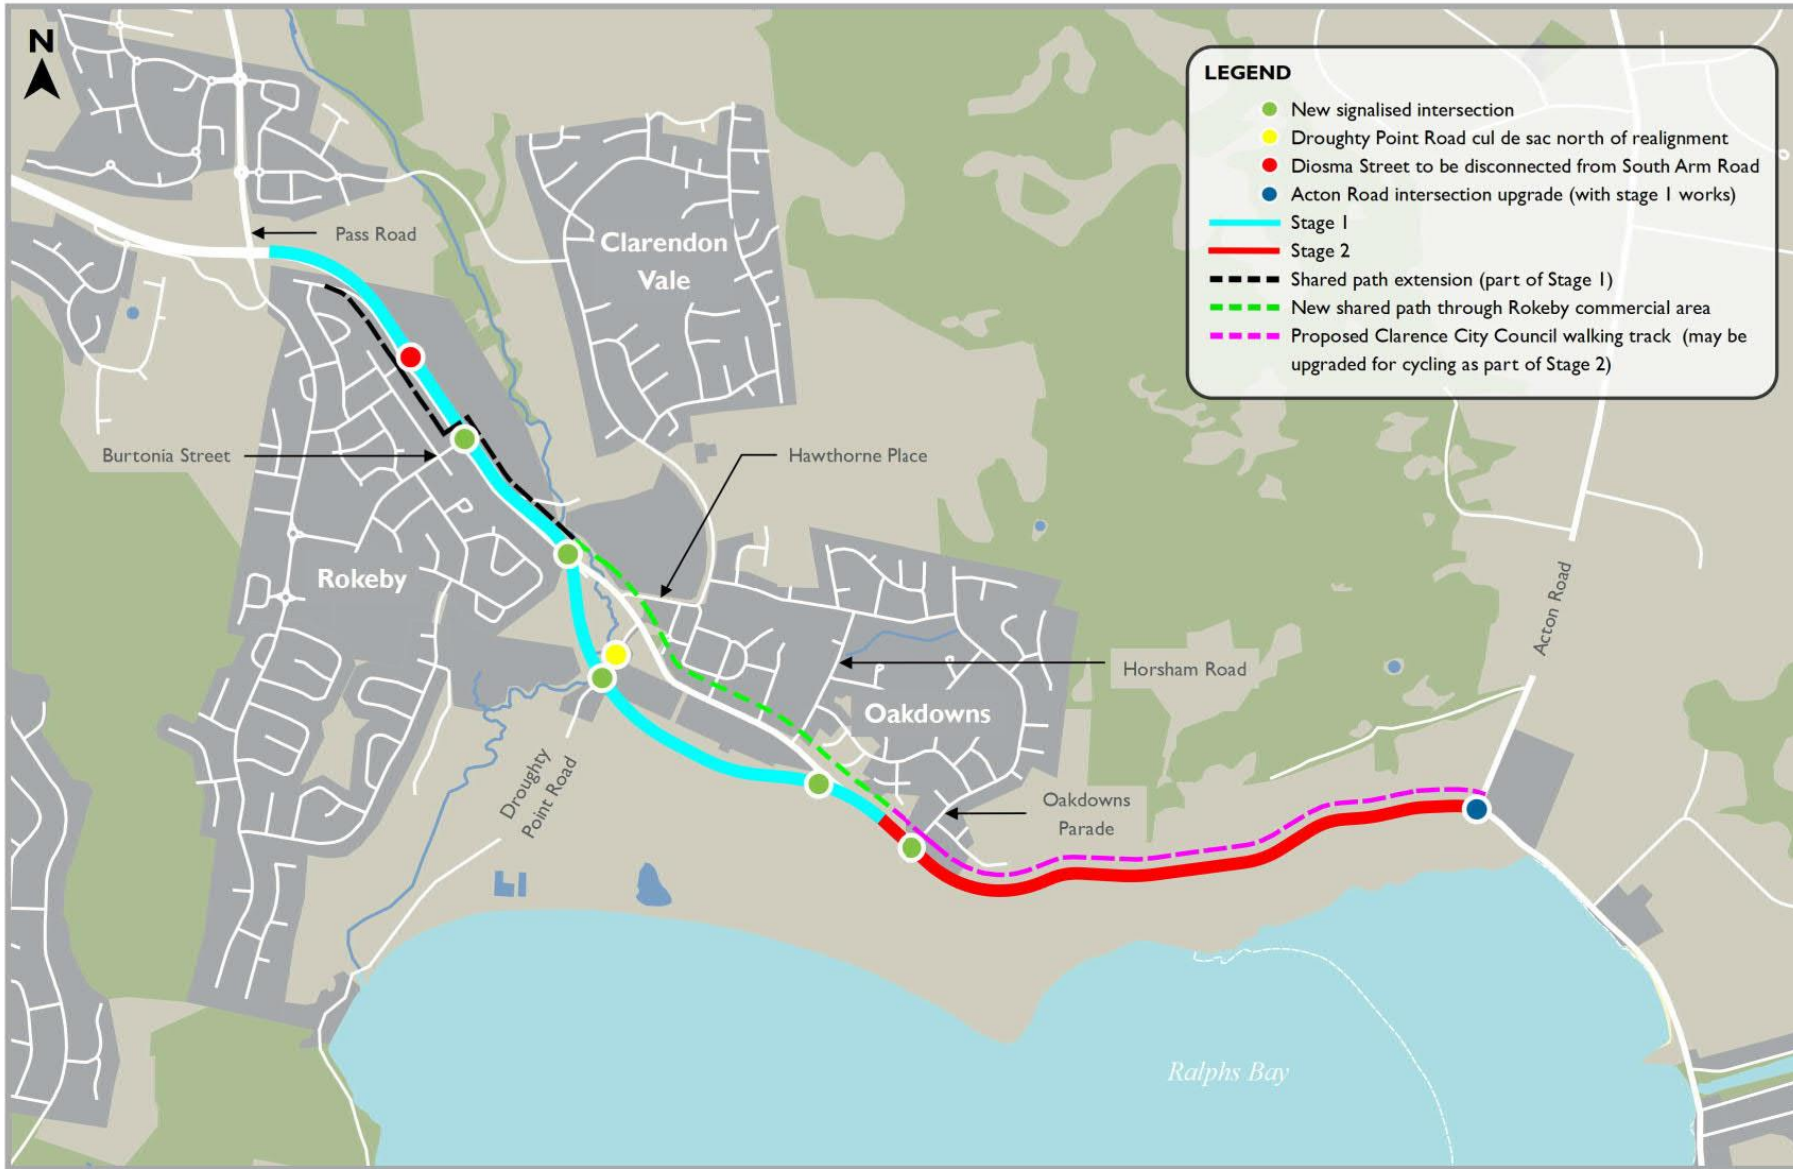 N
LEGEND
New signalised intersection
Droughty Point Road cul de sac north of realignment
Diosma Street to be disconnected from South Arm Road
Acton Road intersection upgrade (with stage 1 works)
Stage 1
Stage 2
Shared path extension (part of Stage 1)
New shared path through Rokeby commercial area
Proposed Clarence City Council walking track (may be
upgraded for cycling as part of Stage 2)
Pass Road
Clarendon
Vale
Burtonia Street
Hawthorne Place
Rokeby
Acton Road
Horsham Road
Oakdowns
Droughty
Point Road
Oakdowns
Parade
Ralphs Bay